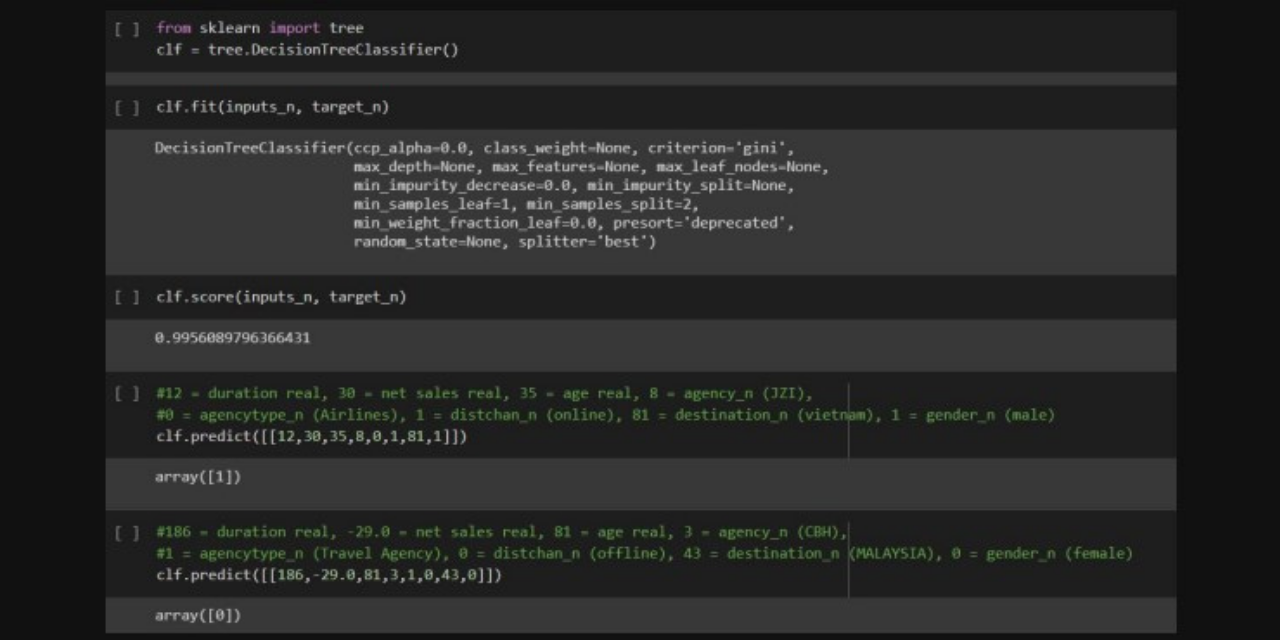 [ ] from sklearn import tree
clf = tree.DecisionTreeClassifier()
[ ] clf.fit(inputs_n, target_n)
DecisionTreeClassifier(ccp_alpha=0.0, class_weight=None, criterion='gini',
max_depth=None, max_features=None, max_leaf_nodes=None,
min_impurity_decrease=0.0, min_impurity_split=None,
min_samples_leaf=1, min_samples_split=2,
min_weight_fraction_leaf=0.0, presort='deprecated',
random_state=None, splitter='best')
[ ] clf.score(inputs_n, target_n)
0.9956089796366431
[ ] #12 = duration real, 30 = net sales real, 35 = age real, 8 = agency_n (JZI),
#0 = agencytype_n (Airlines), 1 = distchan_n (online), 81 = destination_n (vietnam), 1 = gender_n (male)
clf.predict([[12,30,35,8,0,1,81,1]])
array([1])
[ ] #186 = duration real, -29.0 = net sales real, 81 = age real, 3 = agency_n (CBH),
#1 = agencytype_n (Travel Agency), 0 = distchan_n (offline), 43 = destination_n (MALAYSIA), 0 = gender_n (female)
clf.predict([[186,-29.0,81,3,1,0,43,0]])
array([0])